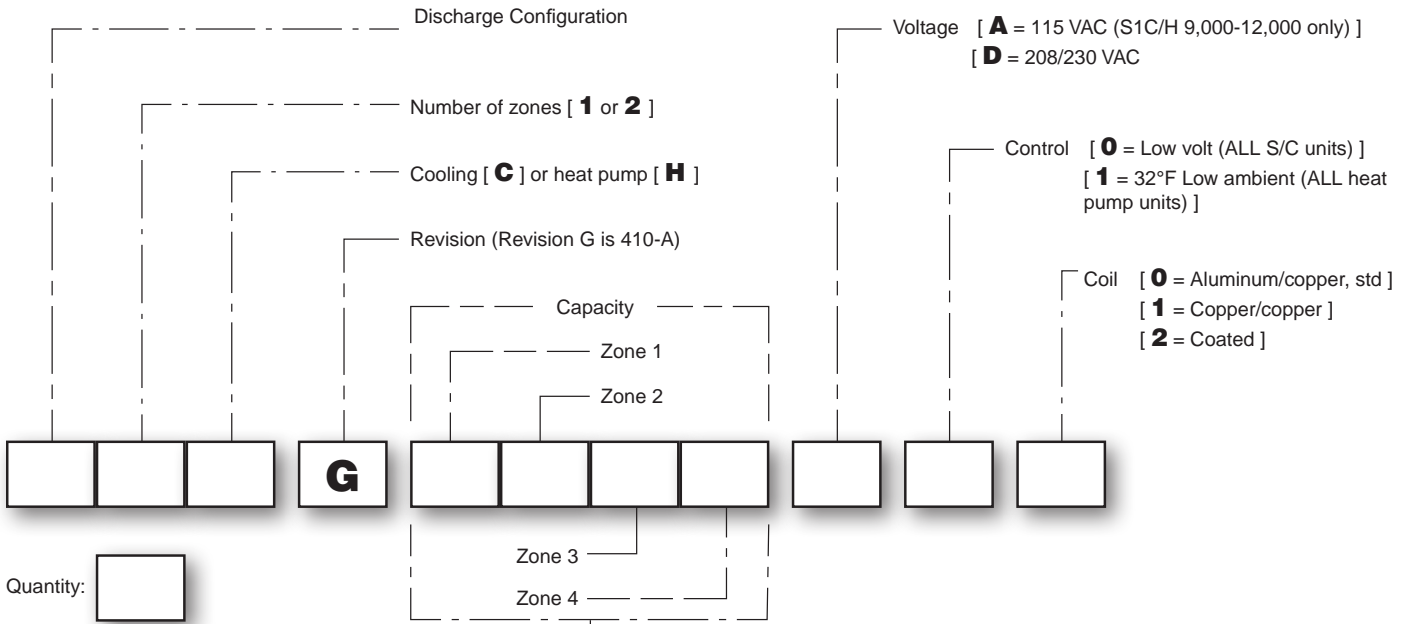 Discharge Configuration
Number of zones [ 1 or 2 ]
Cooling [ C ] or heat pump [ H ]
Revision (Revision G is 410-A)
Capacity
Zone 1
Zone 2
Voltage [ A = 115 VAC (S1C/H 9,000-12,000 only) ]
[ D = 208/230 VAC
Control [ 0 = Low volt (ALL S/C units) ]
[ 1 = 32°F Low ambient (ALL heat
pump units) ]
Coil [ 0 = Aluminum/copper, std ]
[ 1 = Copper/copper ]
[ 2 = Coated ]
G
Zone 3
Zone 4
Quantity: